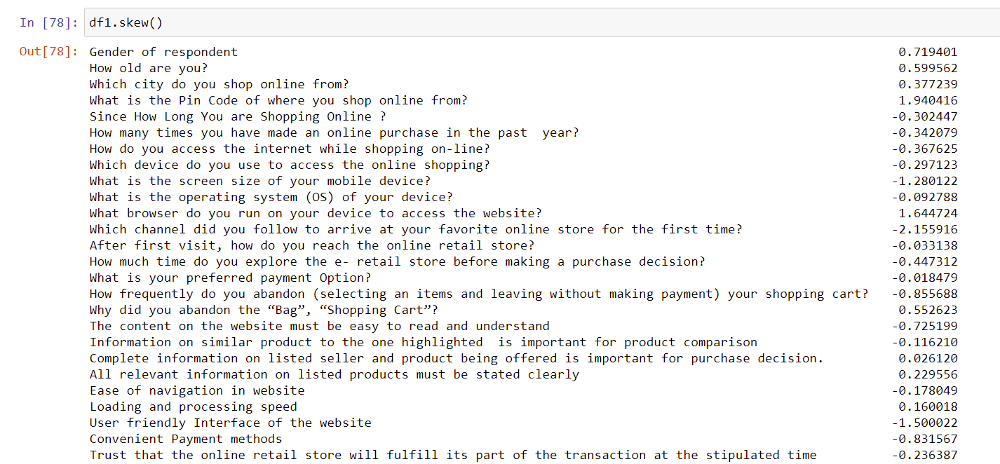 In [78]: df1.skew()
Out[78]: Gender of respondent 0.719401
How old are you? 0.599562
Which city do you shop online from? 0.377239
What is the Pin Code of where you shop online from? 1.940416
Since How Long You are Shopping Online ? -0.302447
How many times you have made an online purchase in the past  year? -0.342079
How do you access the internet while shopping on-line? -0.367625
Which device do you use to access the online shopping? -0.297123
What is the screen size of your mobile device? -1.280122
What is the operating system (OS) of your device? -0.092788
What browser do you run on your device to access the website? 1.644724
Which channel did you follow to arrive at your favorite online store for the first time? -2.155916
After first visit, how do you reach the online retail store? -0.033138
How much time do you explore the e- retail store before making a purchase decision? -0.447312
What is your preferred payment Option? -0.018479
How frequently do you abandon (selecting an items and leaving without making payment) your shopping cart? -0.855688
Why did you abandon the “Bag”, “Shopping Cart”? 0.552623
The content on the website must be easy to read and understand -0.725199
Information on similar product to the one highlighted  is important for product comparison -0.116210
Complete information on listed seller and product being offered is important for purchase decision. 0.026120
All relevant information on listed products must be stated clearly 0.229556
Ease of navigation in website -0.178049
Loading and processing speed 0.160018
User friendly Interface of the website -1.500022
Convenient Payment methods -0.831567
Trust that the online retail store will fulfill its part of the transaction at the stipulated time -0.236387